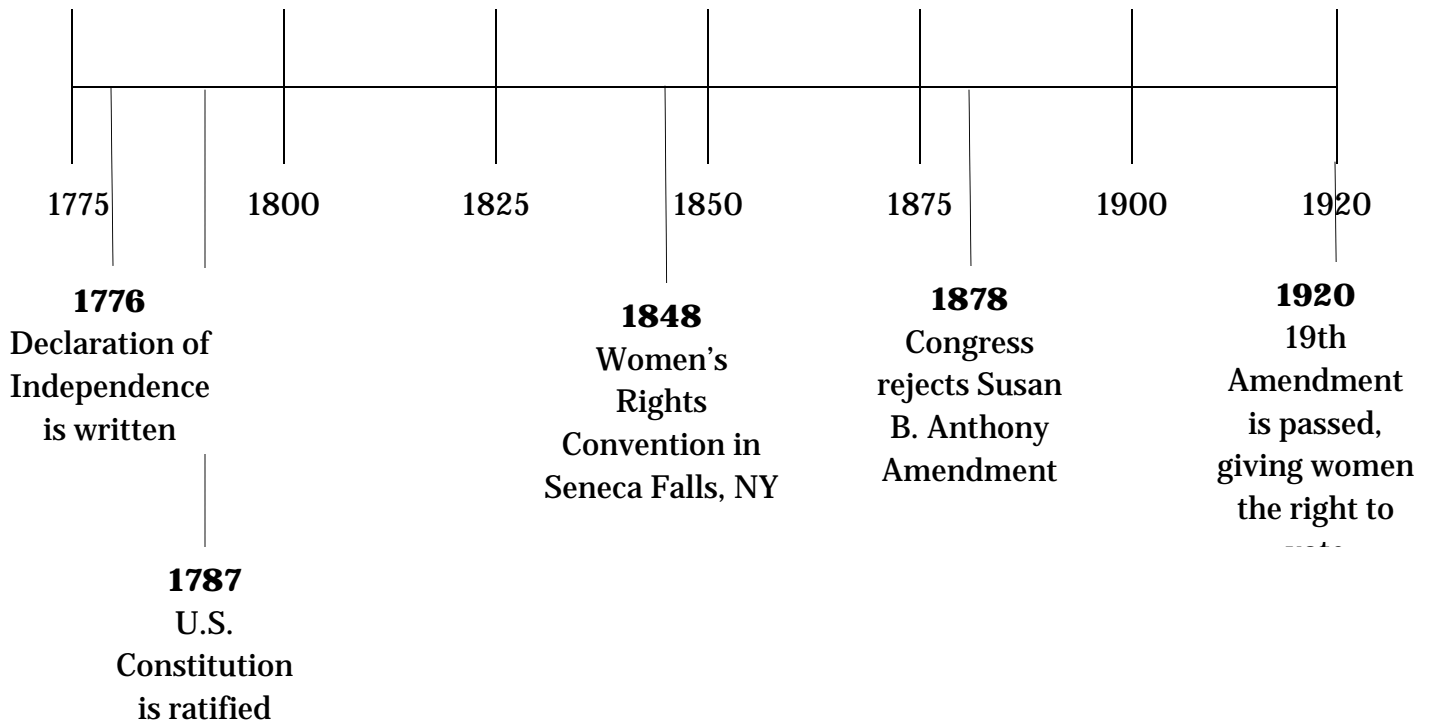 1775 1800 1825 1850 1875 1900 1920
1776
Declaration of
Independence
is written
1787
U.S.
Constitution
is ratified
1848
Women's
Rights
Convention in
Seneca Falls, NY
1878
Congress
rejects Susan
B. Anthony
Amendment
1920
19th
Amendment
is passed,
giving women
the right to